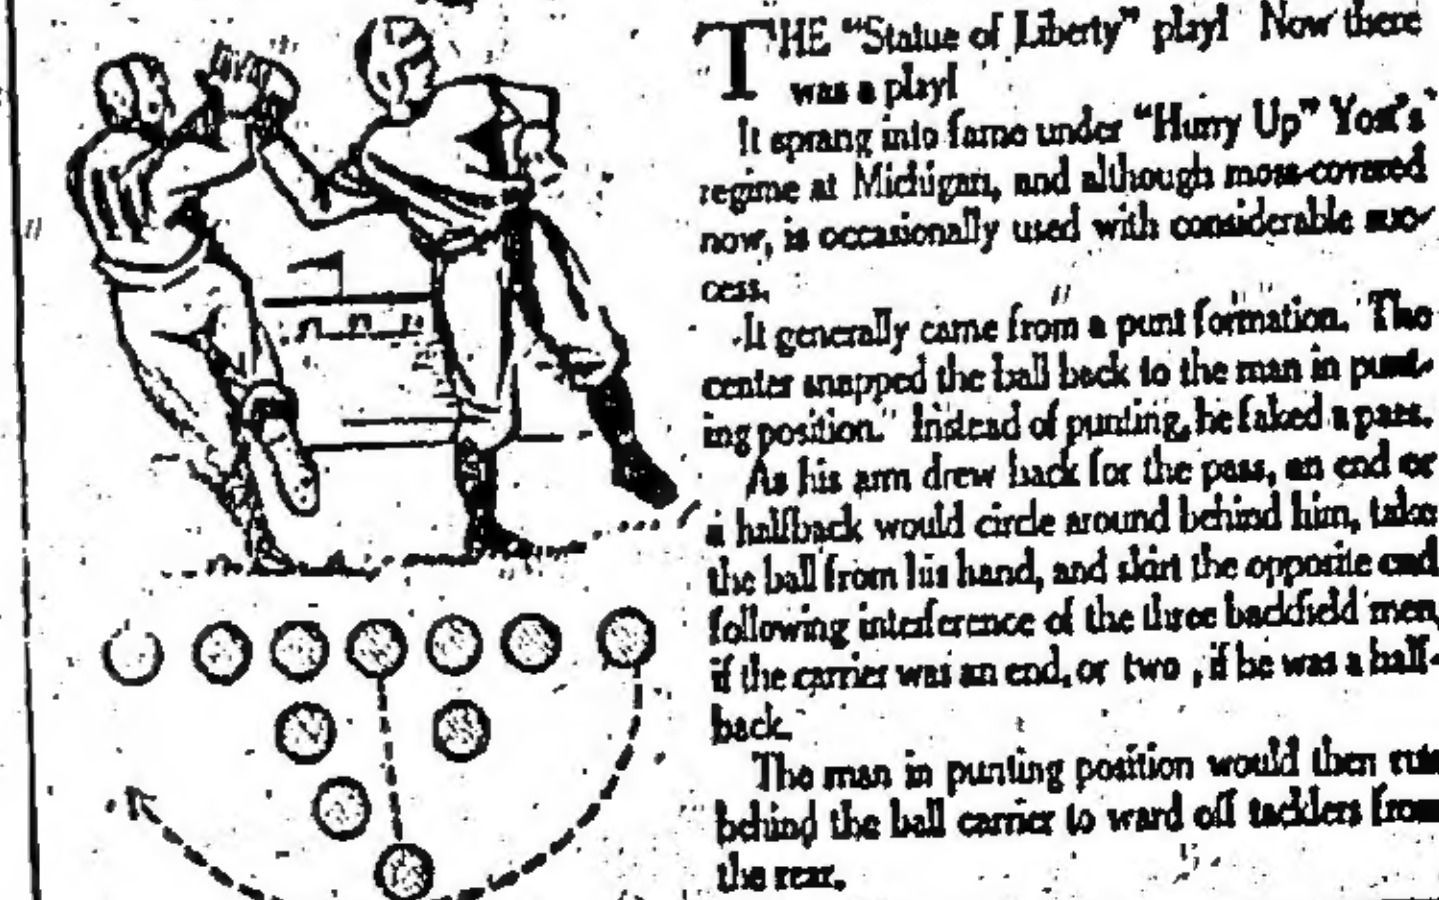 THE “Statue of Liberty” play! Now there
was a play!
It sprang into fame under “Hurry Up” Yost’s
regime at Michigan, and although moss-covered
now, is occasionally used with considerable suc-
cess.
It generally came from a punt formation. The
center snapped the ball back to the man in punt-
ing position. Instead of punting, he faked a pass.
As his arm drew back for the pass, an end or
a halfback would circle around behind him, take
the ball from his hand, and skirt the opposite end
following interference of the three backfield men,
if the carrier was an end, or two , if he was a half-
back.
The man in punting position would then run
behind the ball carrier to ward off tacklers from
the rear.